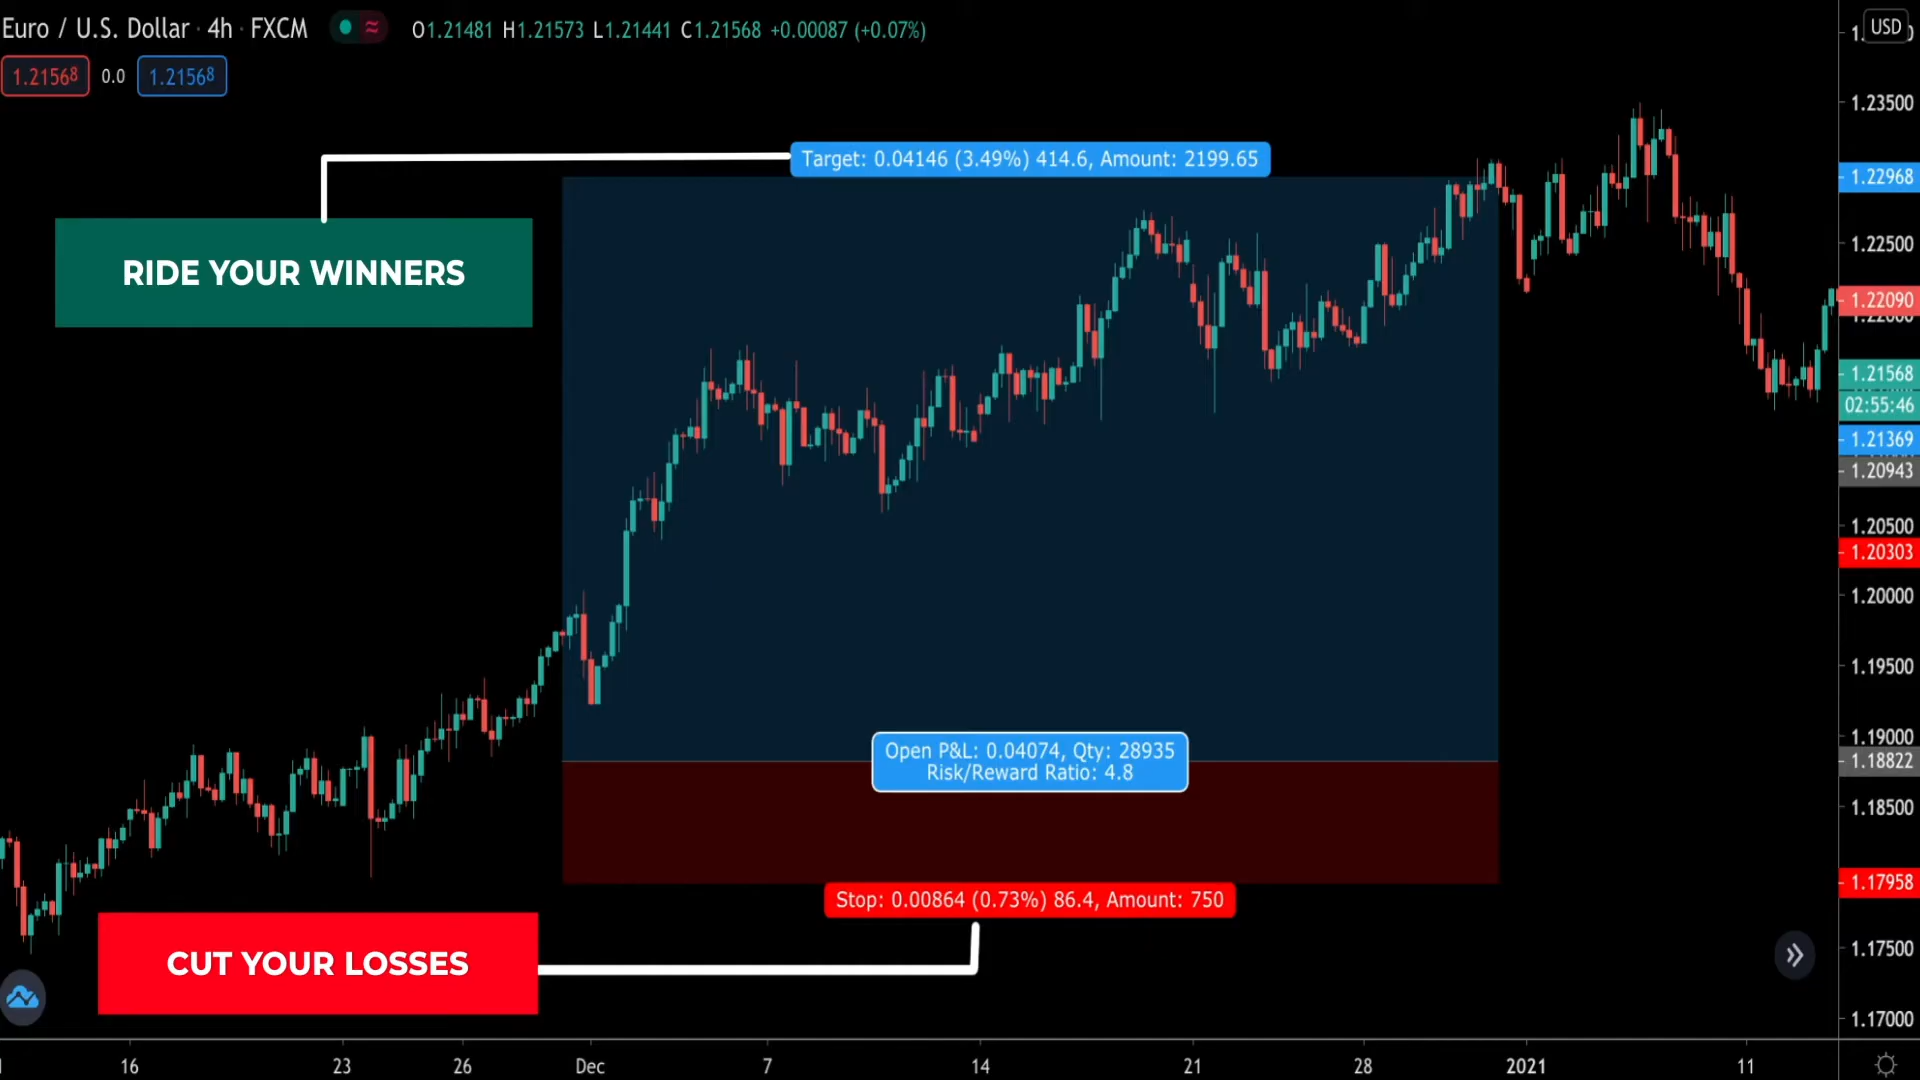 Euro / U.S. Dollar · 4h · FXCM
O1.21481 H1.21573 L1.21441 C1.21568 +0.00087 (+0.07%)
1.21568 0.0 1.21568
USD
1.23500
Target: 0.04146 (3.49%) 414.6, Amount: 2199.65
1.22968
RIDE YOUR WINNERS
1.22500
1.22090
1.22000
1.21568
02:55:46
1.21369
1.20943
1.20500
1.20303
1.20000
1.19500
1.19000
Open P&L: 0.04074, Qty: 28935
Risk/Reward Ratio: 4.8
1.18822
1.18500
1.17958
Stop: 0.00864 (0.73%) 86.4, Amount: 750
CUT YOUR LOSSES
1.17500
1.17000
16 23 26 Dec 7 14 21 28 2021 11